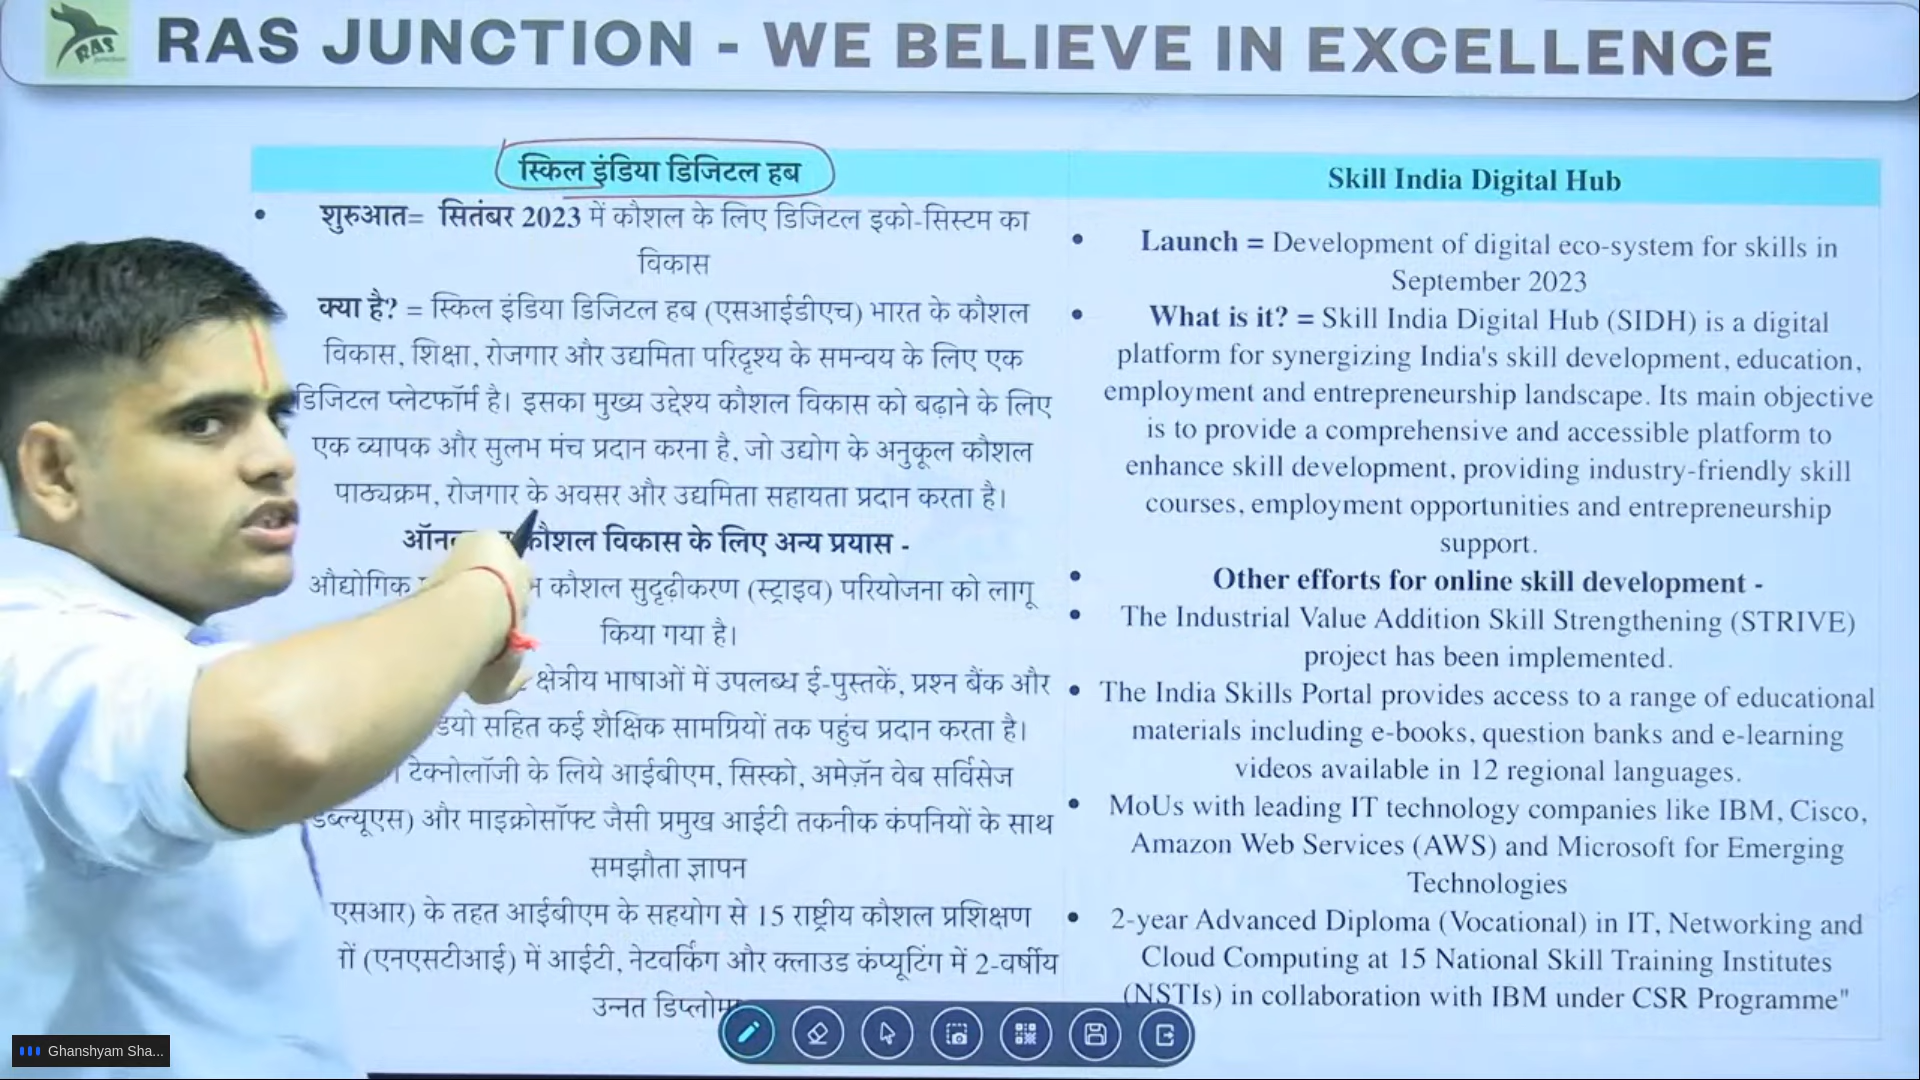 RAS JUNCTION - WE BELIEVE IN EXCELLENCE
RAS
स्किल इंडिया डिजिटल हब
• शुरुआत= सितंबर 2023 में कौशल के लिए डिजिटल इको-सिस्टम का
विकास
क्या है? = स्किल इंडिया डिजिटल हब (एसआईडीएच) भारत के कौशल
विकास, शिक्षा, रोजगार और उद्यमिता परिदृश्य के समन्वय के लिए एक
डिजिटल प्लेटफॉर्म है। इसका मुख्य उद्देश्य कौशल विकास को बढ़ाने के लिए
एक व्यापक और सुलभ मंच प्रदान करना है, जो उद्योग के अनुकूल कौशल
पाठ्यक्रम, रोजगार के अवसर और उद्यमिता सहायता प्रदान करता है।
कौशल विकास के लिए अन्य प्रयास -
औद्योगिक कौशल सुदृढ़ीकरण (स्ट्राइव) परियोजना को लागू
किया गया है।
क्षेत्रीय भाषाओं में उपलब्ध ई-पुस्तकें, प्रश्न बैंक और
सहित कई शैक्षिक सामग्रियों तक पहुंच प्रदान करता है।
टेक्नोलॉजी के लिये आईबीएम, सिस्को, अमेज़ॅन वेब सर्विसेज
और माइक्रोसॉफ्ट जैसी प्रमुख आईटी तकनीक कंपनियों के साथ
समझौता ज्ञापन
एसआर) के तहत आईबीएम के सहयोग से 15 राष्ट्रीय कौशल प्रशिक्षण
(एनएसटीआई) में आईटी, नेटवर्किंग और क्लाउड कंप्यूटिंग में 2-वर्षीय
उन्नत
Skill India Digital Hub
• Launch = Development of digital eco-system for skills in
September 2023
• What is it? = Skill India Digital Hub (SIDH) is a digital
platform for synergizing India's skill development, education,
employment and entrepreneurship landscape. Its main objective
is to provide a comprehensive and accessible platform to
enhance skill development, providing industry-friendly skill
courses, employment opportunities and entrepreneurship
support.
• Other efforts for online skill development -
• The Industrial Value Addition Skill Strengthening (STRIVE)
project has been implemented.
• The India Skills Portal provides access to a range of educational
materials including e-books, question banks and e-learning
videos available in 12 regional languages.
• MoUs with leading IT technology companies like IBM, Cisco,
Amazon Web Services (AWS) and Microsoft for Emerging
Technologies
• 2-year Advanced Diploma (Vocational) in IT, Networking and
Cloud Computing at 15 National Skill Training Institutes
(NSTIs) in collaboration with IBM under CSR Programme"
Ghanshyam Sha...